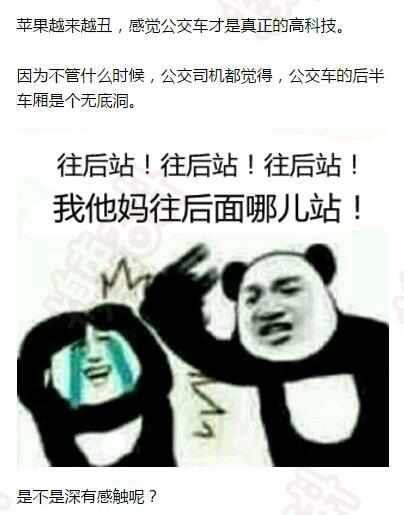 苹果越来越丑，感觉公交车才是真正的高科技。
因为不管什么时候，公交司机都觉得，公交车的后半
车厢是个无底洞。
往后站！往后站！往后站！
我他妈往后面哪儿站！
是不是深有感触呢？